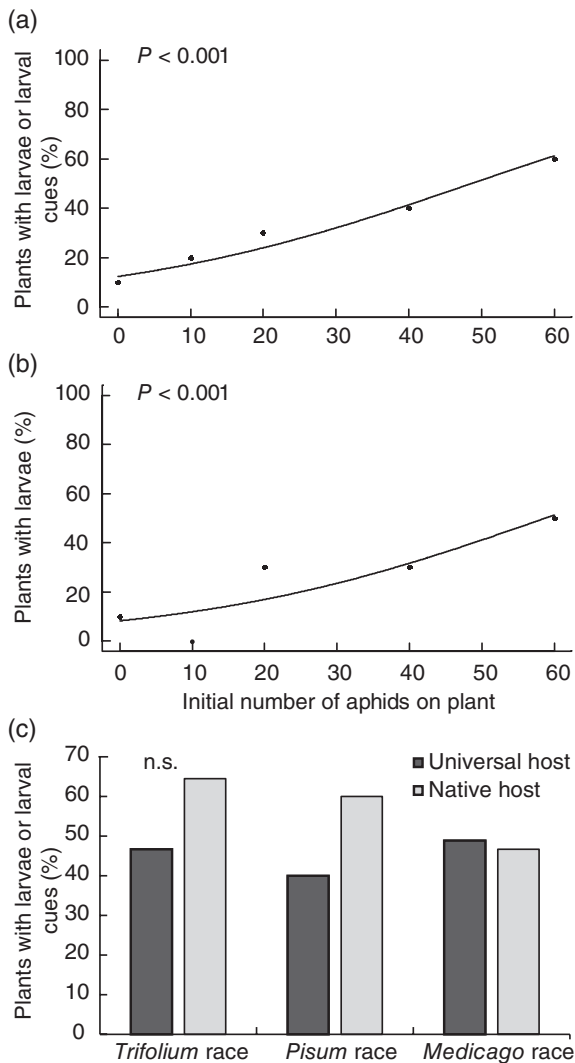 (a)
P < 0.001
Plants with larvae or larval
cues (%)
100
80
60
40
20
0
0 10 20 30 40 50 60
(b)
P < 0.001
Plants with larvae (%)
100
80
60
40
20
0
0 10 20 30 40 50 60
Initial number of aphids on plant
(c)
n.s.
Universal host
Native host
Plants with larvae or larval
cues (%)
70
60
50
40
30
20
10
0
Trifolium race Pisum race Medicago race